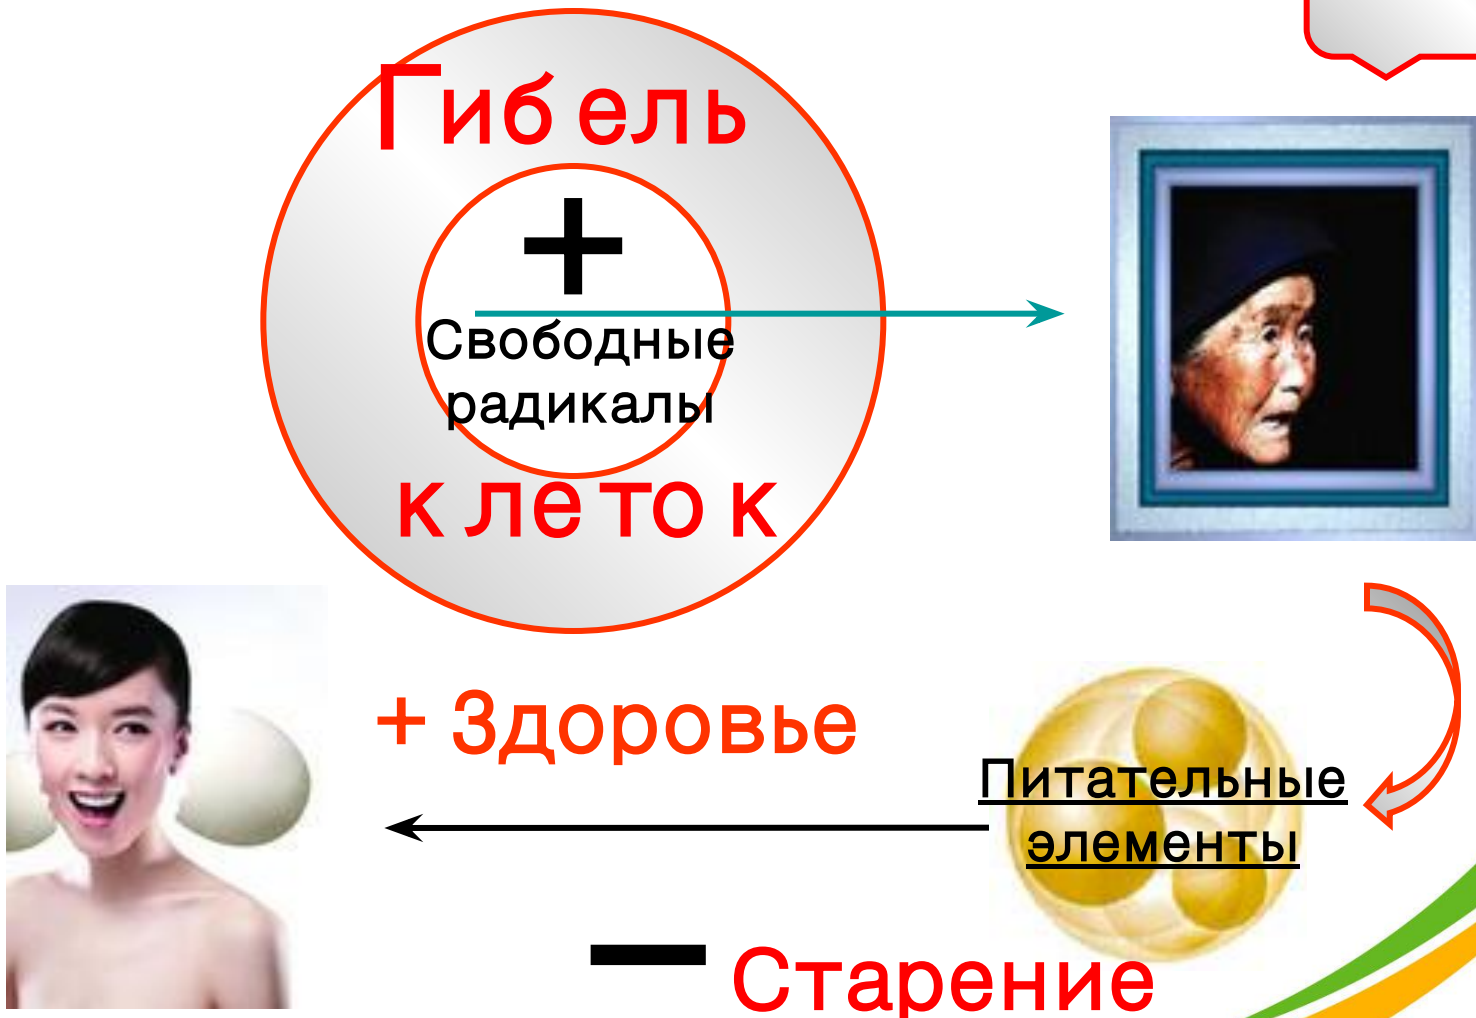 Гибель
+
Свободные
радикалы
клеток
+ Здоровье
Питательные
элементы
– Старение